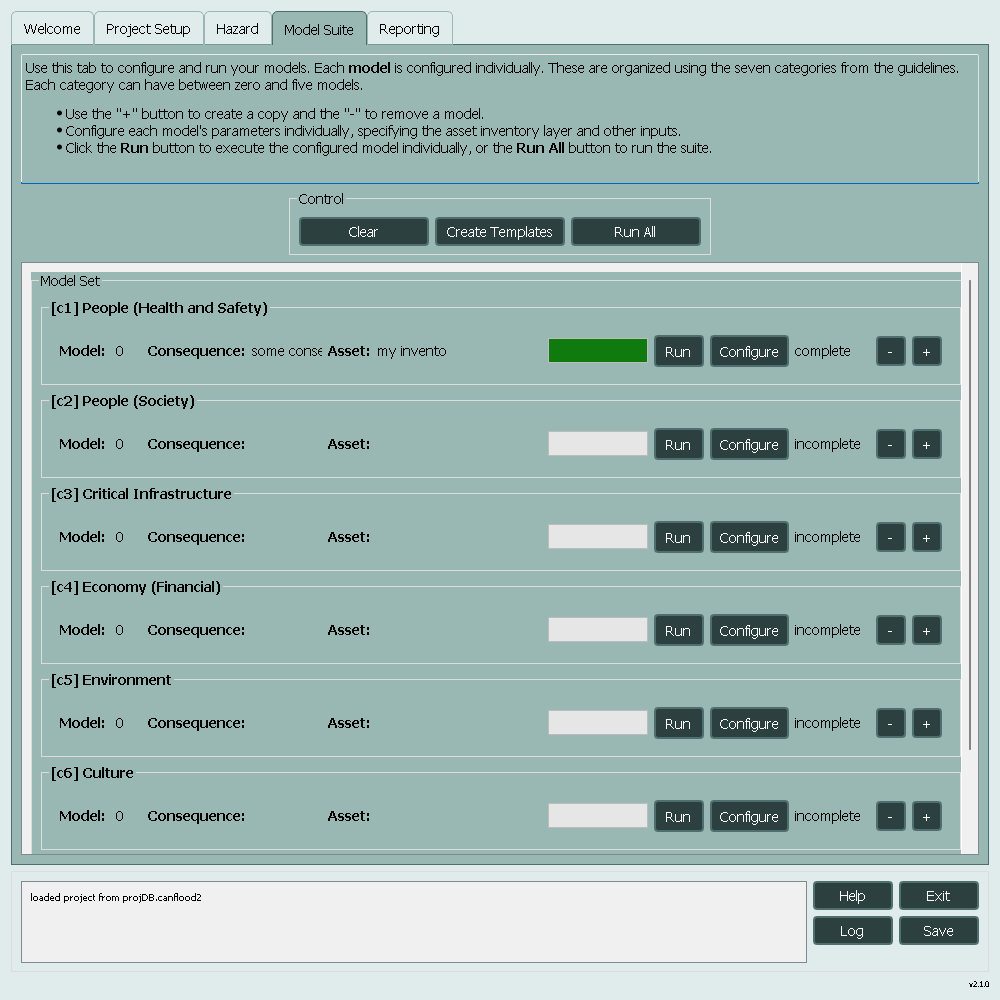 Welcome
Project Setup
Hazard
Model Suite
Reporting
Use this tab to configure and run your models. Each model is configured individually. These are organized using the seven categories from the guidelines.
Each category can have between zero and five models.
• Use the "+" button to create a copy and the "-" to remove a model.
• Configure each model's parameters individually, specifying the asset inventory layer and other inputs.
• Click the Run button to execute the configured model individually, or the Run All button to run the suite.
Control
Clear
Create Templates
Run All
Model Set
[c1] People (Health and Safety)
Model: 0 Consequence: some conse Asset: my invento Run Configure complete - +
[c2] People (Society)
Model: 0 Consequence: Asset: Run Configure incomplete - +
[c3] Critical Infrastructure
Model: 0 Consequence: Asset: Run Configure incomplete - +
[c4] Economy (Financial)
Model: 0 Consequence: Asset: Run Configure incomplete - +
[c5] Environment
Model: 0 Consequence: Asset: Run Configure incomplete - +
[c6] Culture
Model: 0 Consequence: Asset: Run Configure incomplete - +
loaded project from projDB.canflood2
Help
Exit
Log
Save
v2.1.0